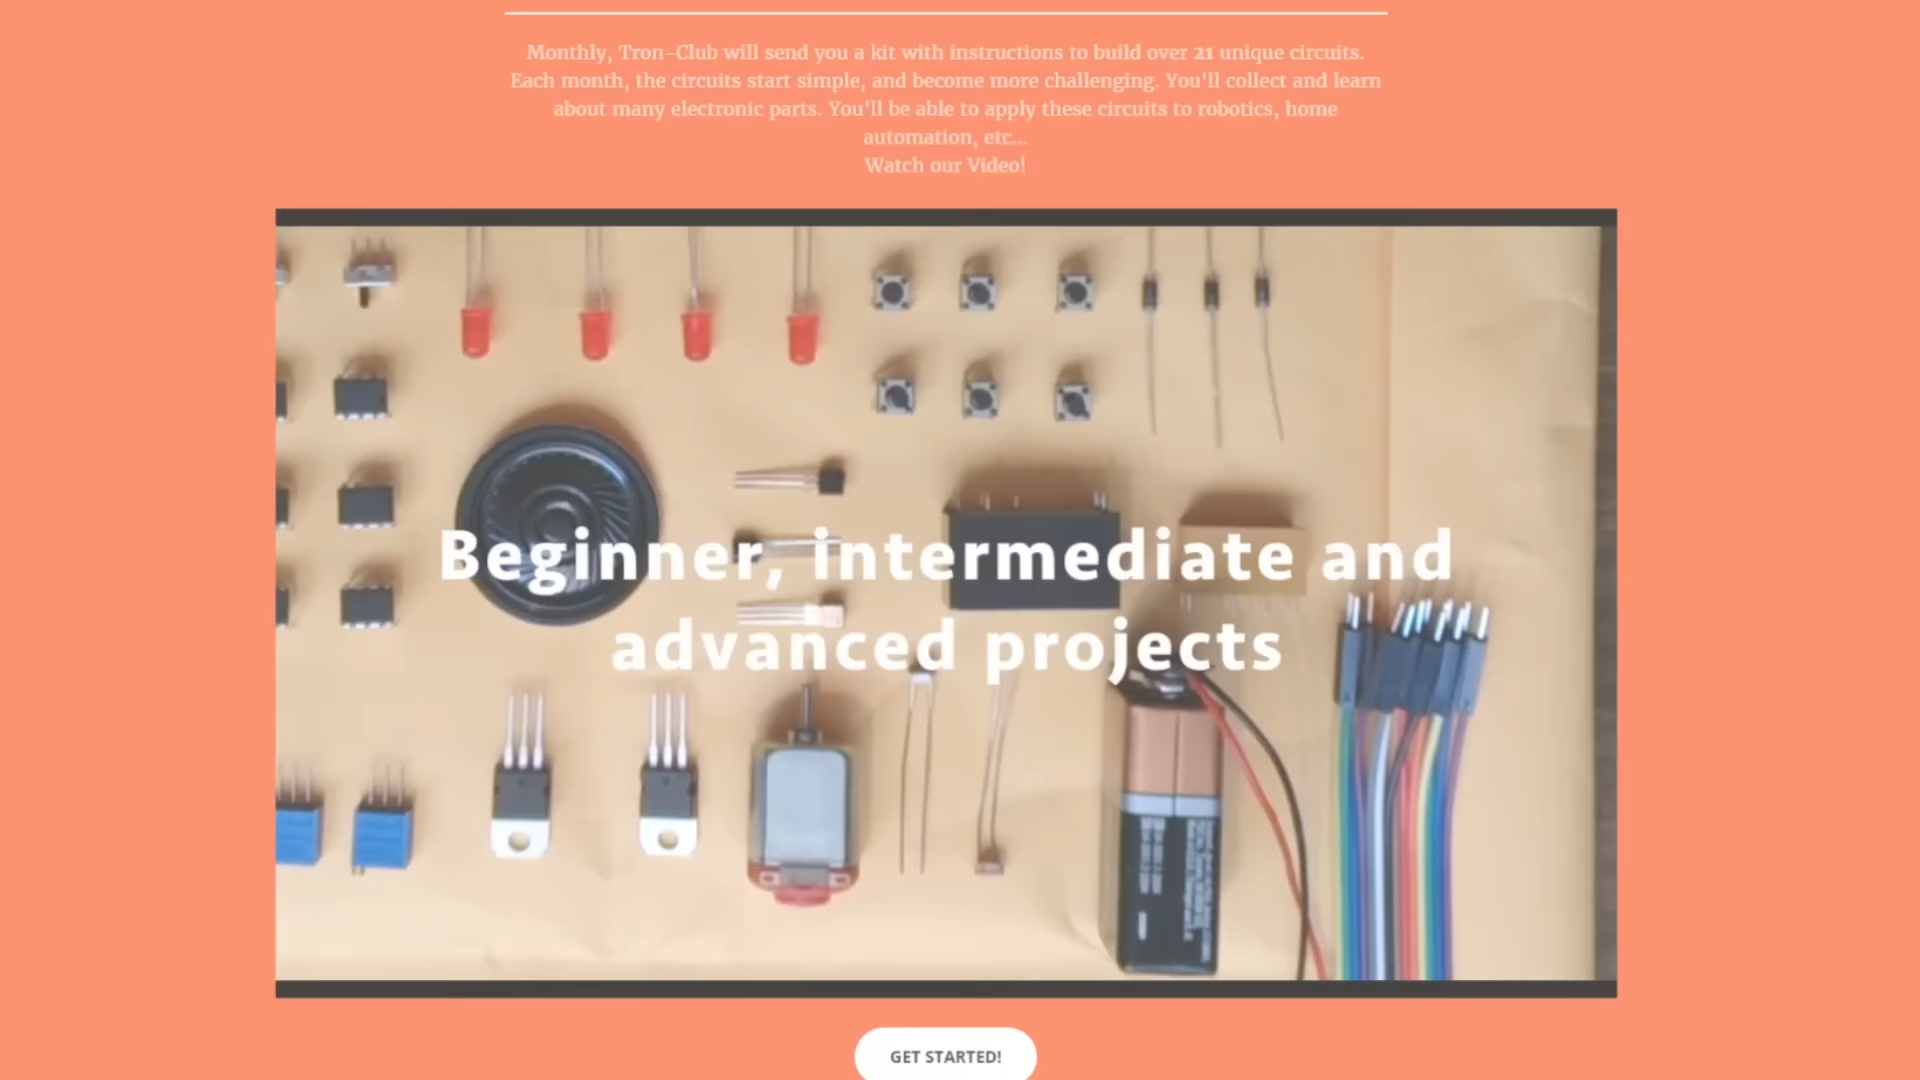 Monthly, Tron-Club will send you a kit with instructions to build over 21 unique circuits.
Each month, the circuits start simple, and become more challenging. You'll collect and learn
about many electronic parts. You'll be able to apply these circuits to robotics, home
automation, etc...
Watch our Video!
Beginner, intermediate and
advanced projects
GET STARTED!